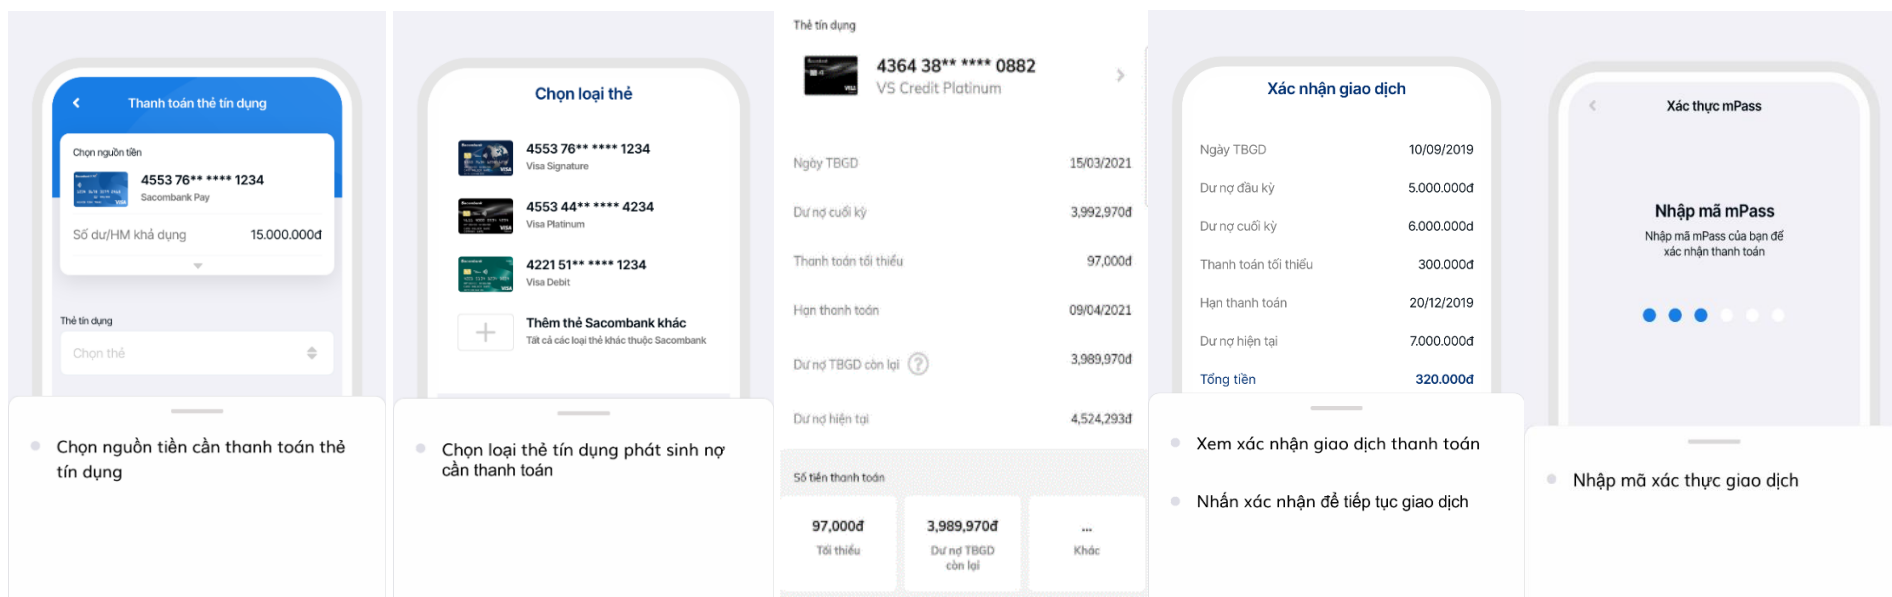 Thanh toán thẻ tín dụng
Chọn nguồn tiền
4553 76** **** 1234
Sacombank Pay
Số dư/HM khả dụng
15.000.000đ
Thẻ tín dụng
Chọn thẻ
Chọn nguồn tiền cần thanh toán thẻ
tín dụng
Chọn loại thẻ
4553 76** **** 1234
Visa Signature
4553 44** **** 4234
Visa Platinum
4221 51** **** 1234
Visa Debit
Thêm thẻ Sacombank khác
Tất cả các loại thẻ khác thuộc Sacombank
Chọn loại thẻ tín dụng phát sinh nợ
cần thanh toán
Thẻ tín dụng
4364 38** **** 0882
VS Credit Platinum
Ngày TBGD 15/03/2021
Dư nợ cuối kỳ 3,992,970đ
Thanh toán tối thiểu 97,000đ
Hạn thanh toán 09/04/2021
Dư nợ TBGD còn lại ? 3,989,970đ
Dư nợ hiện tại 4,524,293đ
Số tiền thanh toán
97,000đ
Tối thiểu
3,989,970đ
Dư nợ TBGD
còn lại
...
Khác
Xác nhận giao dịch
Ngày TBGD 10/09/2019
Dư nợ đầu kỳ 5.000.000đ
Dư nợ cuối kỳ 6.000.000d
Thanh toán tối thiểu 300.000đ
Hạn thanh toán 20/12/2019
Dư nợ hiện tại 7.000.000đ
Tổng tiền 320.000đ
Xem xác nhận giao dịch thanh toán
Nhấn xác nhận để tiếp tục giao dịch
Xác thực mPass
Nhập mã mPass
Nhập mã mPass của bạn để
xác nhận thanh toán
Nhập mã xác thực giao dịch